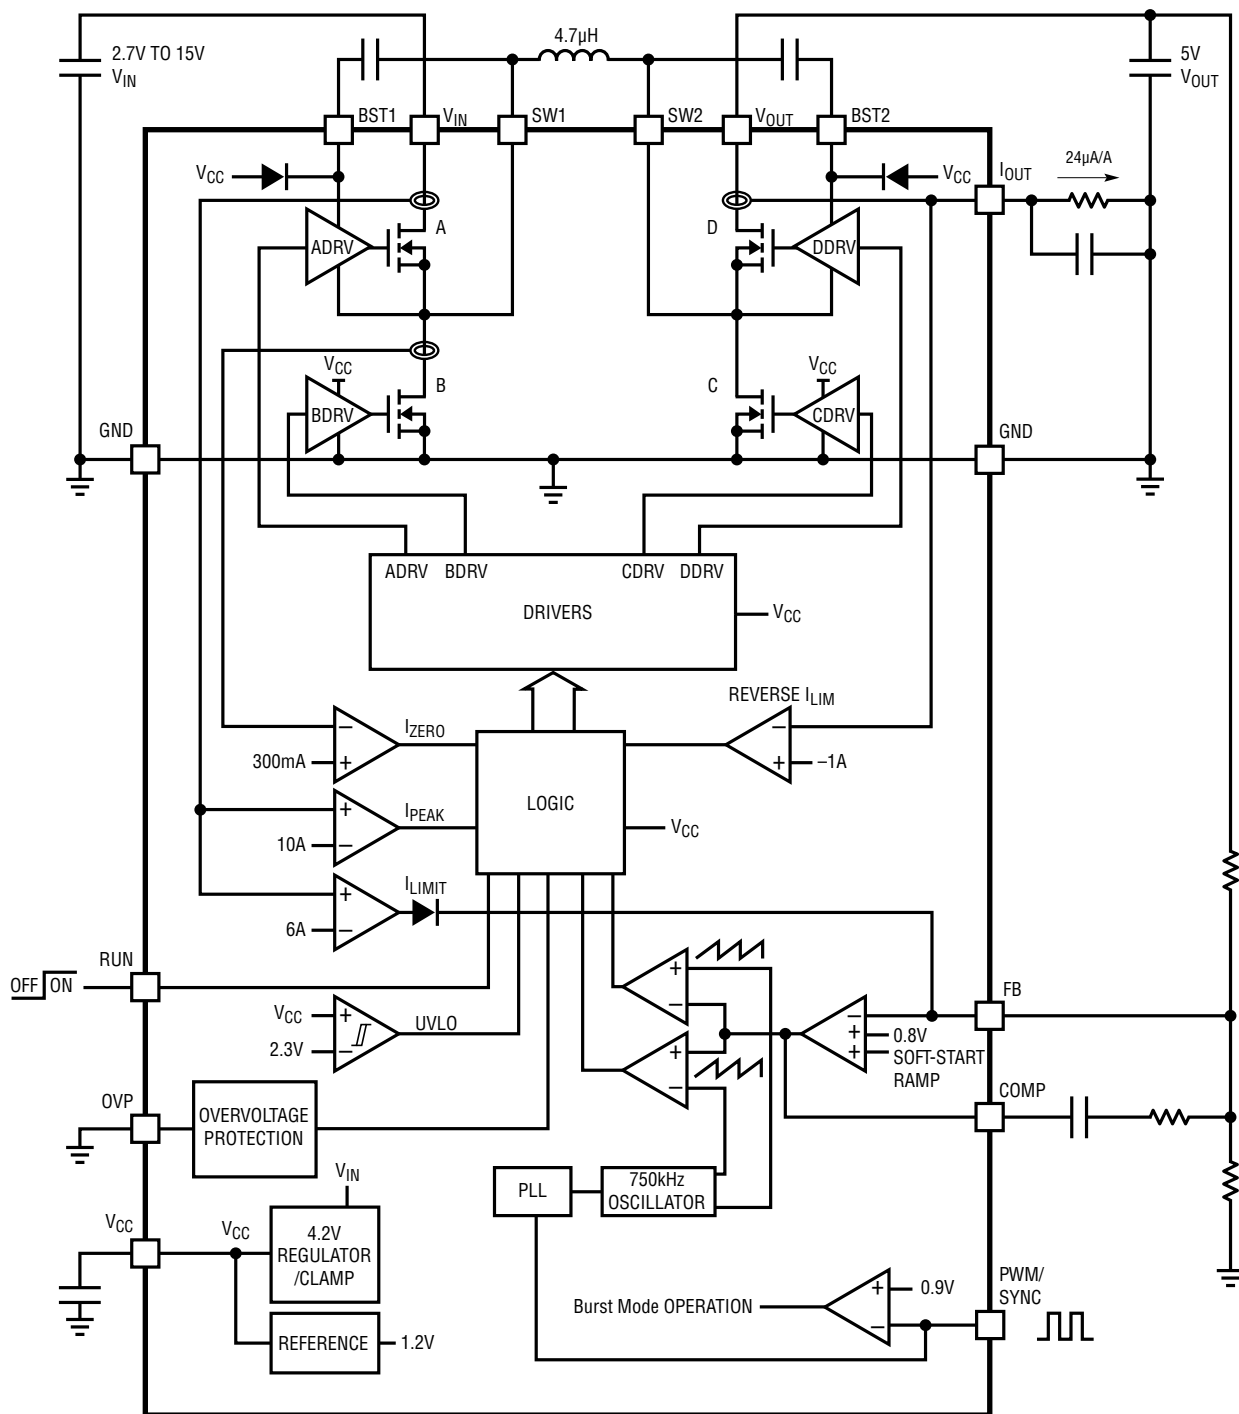 4.7µH
2.7V TO 15V
VIN
5V
VOUT
BST1
VIN
SW1
SW2
VOUT
BST2
VCC
VCC
IOUT
24µA/A
A
D
ADRV
DDRV
VCC
VCC
B
C
BDRV
CDRV
GND
GND
ADRV BDRV CDRV DDRV
DRIVERS
VCC
REVERSE ILIM
− IZERO
300mA +
−
+ −1A
LOGIC
+ IPEAK
10A −
VCC
+ ILIMIT
6A −
RUN
OFF ON
+
−
FB
VCC +
2.3V −
UVLO
+
−
−
+ 0.8V
+ SOFT-START
RAMP
OVP
OVERVOLTAGE
PROTECTION
COMP
VIN
PLL
750kHz
OSCILLATOR
VCC
VCC
4.2V
REGULATOR
/CLAMP
PWM/
SYNC
+ 0.9V
Burst Mode OPERATION
−
REFERENCE
1.2V